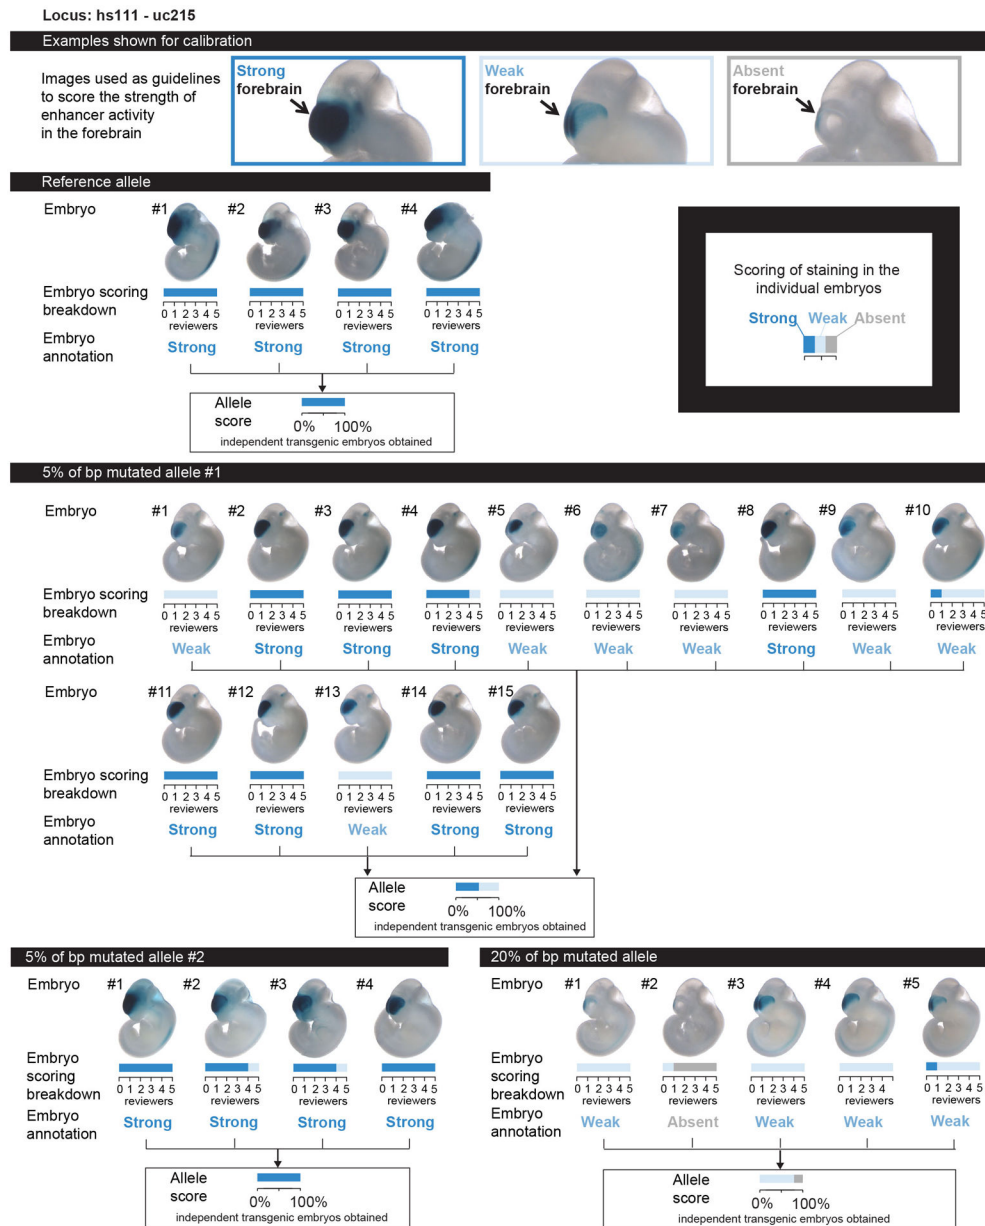 Locus: hs111 - uc215
Examples shown for calibration
Images used as guidelines
to score the strength of
enhancer activity
in the forebrain
Strong
forebrain
Weak
forebrain
Absent
forebrain
Reference allele
Embryo #1 #2 #3 #4
Embryo scoring
breakdown
0 1 2 3 4 5 0 1 2 3 4 5 0 1 2 3 4 5 0 1 2 3 4 5
reviewers reviewers reviewers reviewers
Embryo
annotation
Strong Strong Strong Strong
Allele
score
0% 100%
independent transgenic embryos obtained
Scoring of staining in the
individual embryos
Strong Weak Absent
5% of bp mutated allele #1
Embryo #1 #2 #3 #4 #5 #6 #7 #8 #9 #10
Embryo scoring
breakdown
0 1 2 3 4 5 0 1 2 3 4 5 0 1 2 3 4 5 0 1 2 3 4 5 0 1 2 3 4 5 0 1 2 3 4 5 0 1 2 3 4 5 0 1 2 3 4 5 0 1 2 3 4 5 0 1 2 3 4 5
reviewers reviewers reviewers reviewers reviewers reviewers reviewers reviewers reviewers reviewers
Embryo
annotation
Weak Strong Strong Strong Weak Weak Weak Strong Weak Weak
Embryo #11 #12 #13 #14 #15
Embryo scoring
breakdown
0 1 2 3 4 5 0 1 2 3 4 5 0 1 2 3 4 5 0 1 2 3 4 5 0 1 2 3 4 5
reviewers reviewers reviewers reviewers reviewers
Embryo
annotation
Strong Strong Weak Strong Strong
Allele
score
0% 100%
independent transgenic embryos obtained
5% of bp mutated allele #2
Embryo #1 #2 #3 #4
Embryo
scoring
breakdown
0 1 2 3 4 5 0 1 2 3 4 5 0 1 2 3 4 5 0 1 2 3 4 5
reviewers reviewers reviewers reviewers
Embryo
annotation
Strong Strong Strong Strong
Allele
score
0% 100%
independent transgenic embryos obtained
20% of bp mutated allele
Embryo #1 #2 #3 #4 #5
Embryo
scoring
breakdown
0 1 2 3 4 5 0 1 2 3 4 5 0 1 2 3 4 5 0 1 2 3 4 0 1 2 3 4 5
reviewers reviewers reviewers reviewers reviewers
Embryo
annotation
Weak Absent Weak Weak Weak
Allele
score
0% 100%
independent transgenic embryos obtained